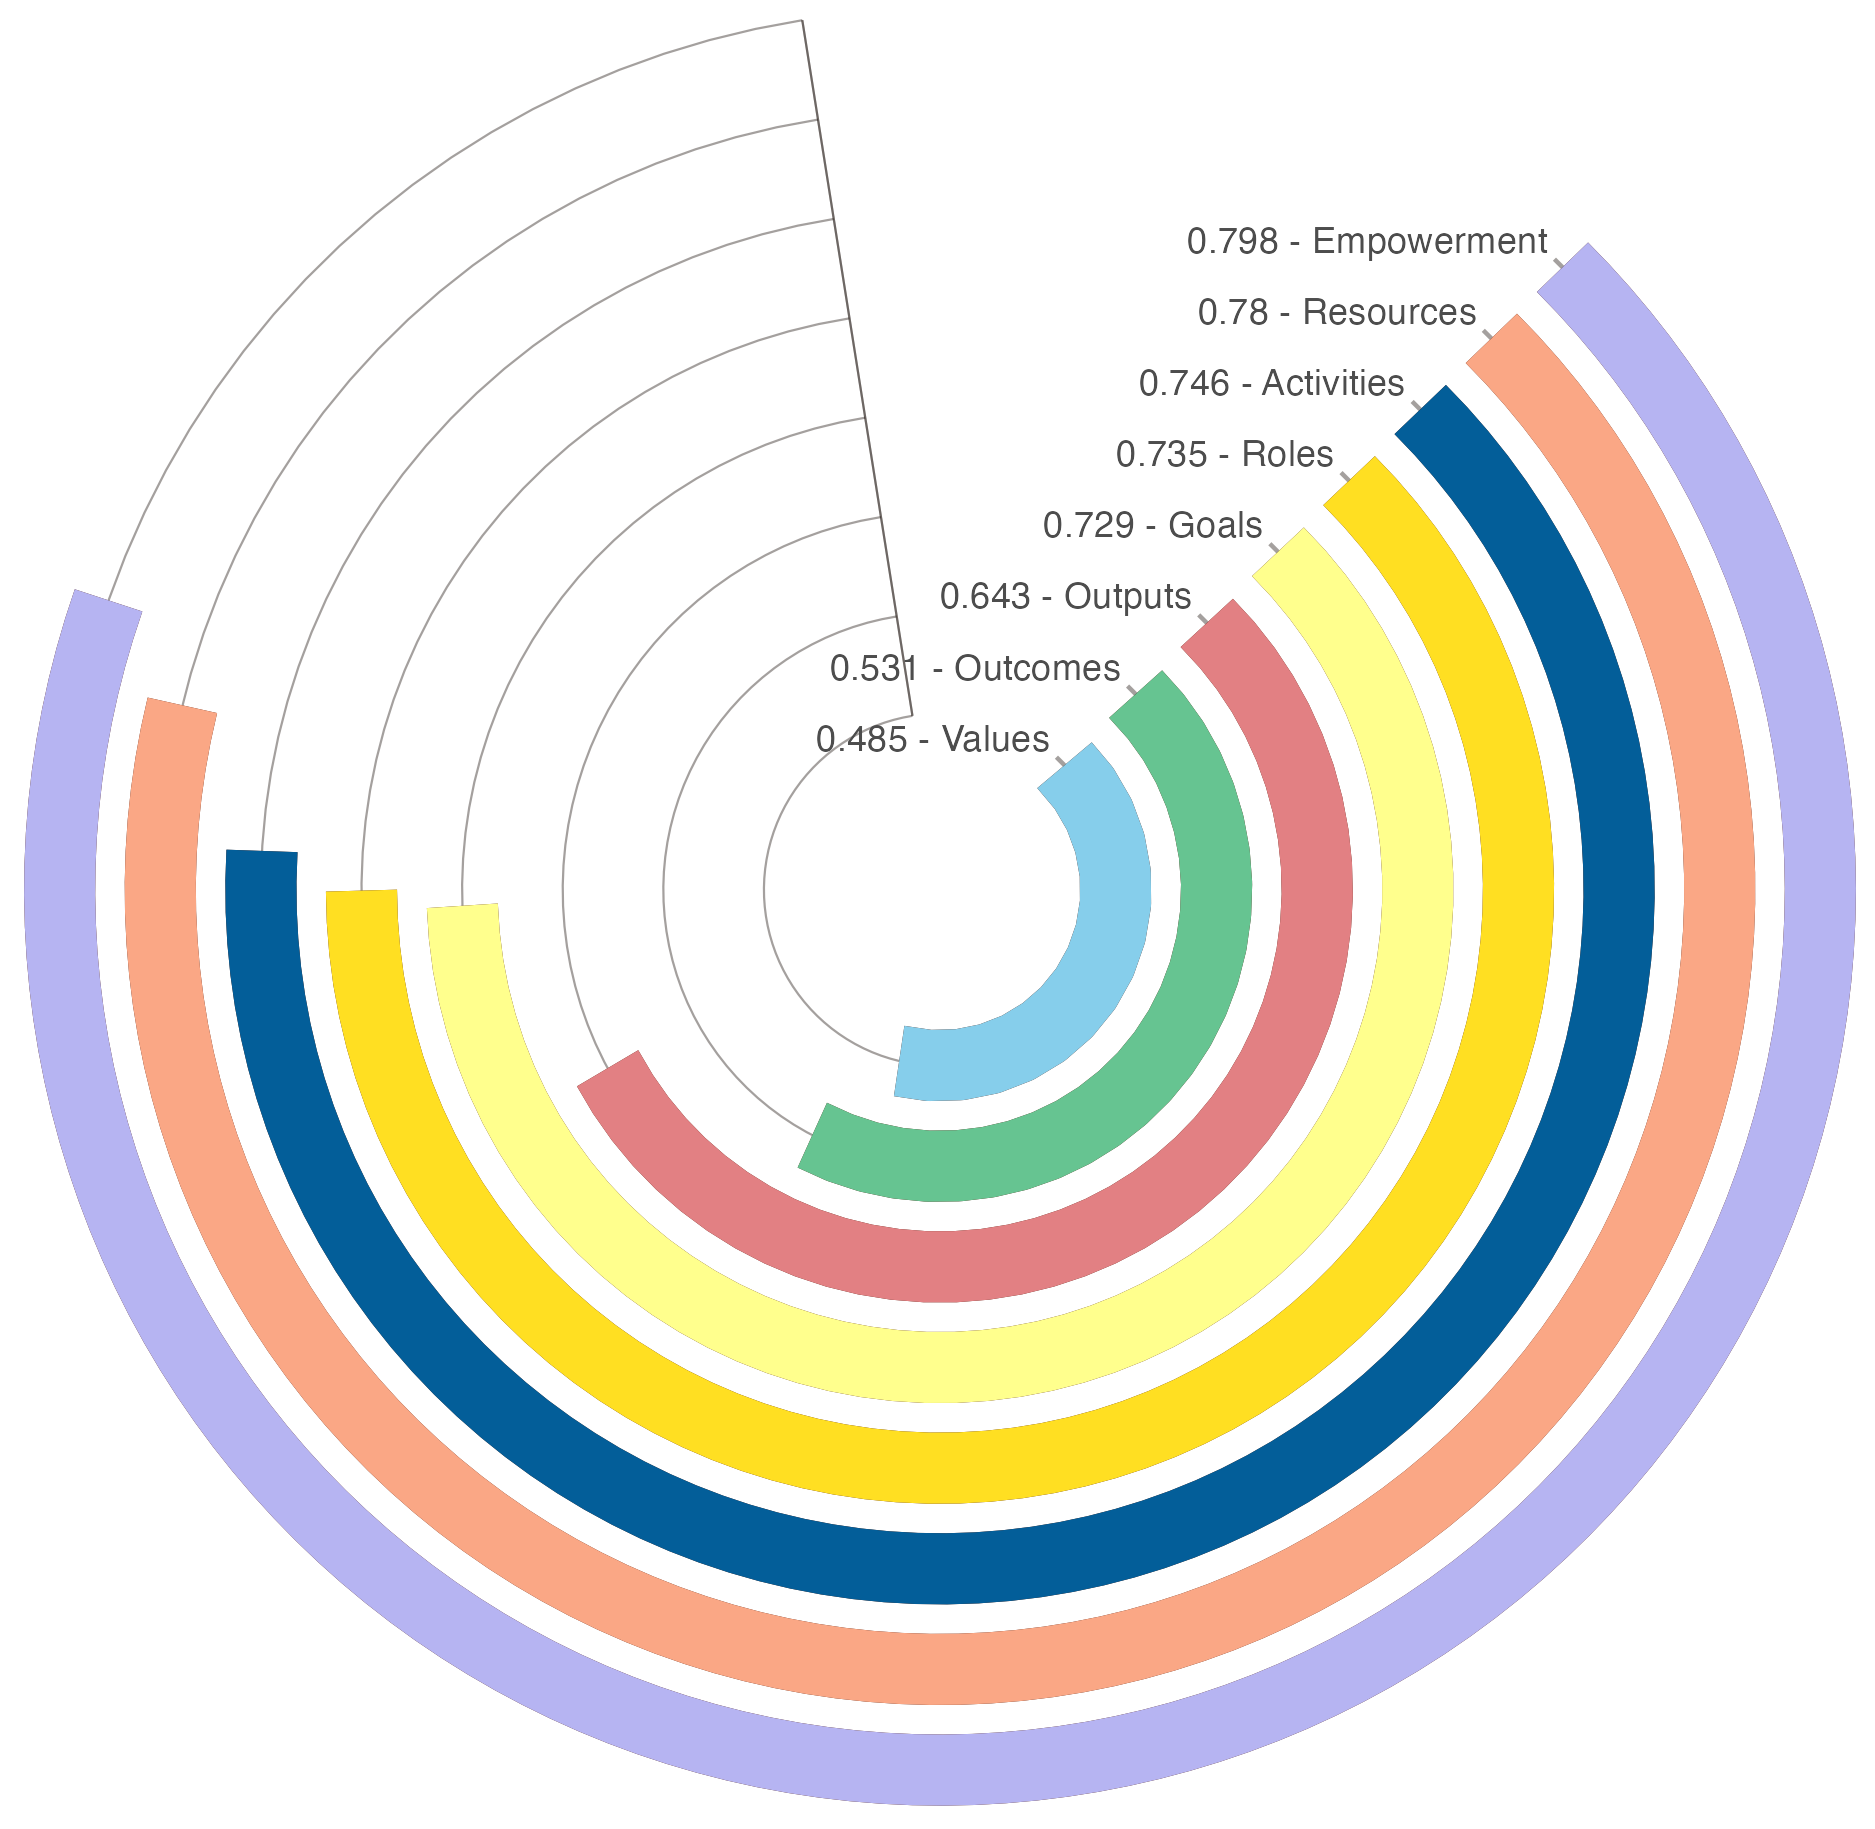 0.798 - Empowerment
0.78 - Resources
0.746 - Activities
0.735 - Roles
0.729 - Goals
0.643 - Outputs
0.531 - Outcomes
0.485 - Values